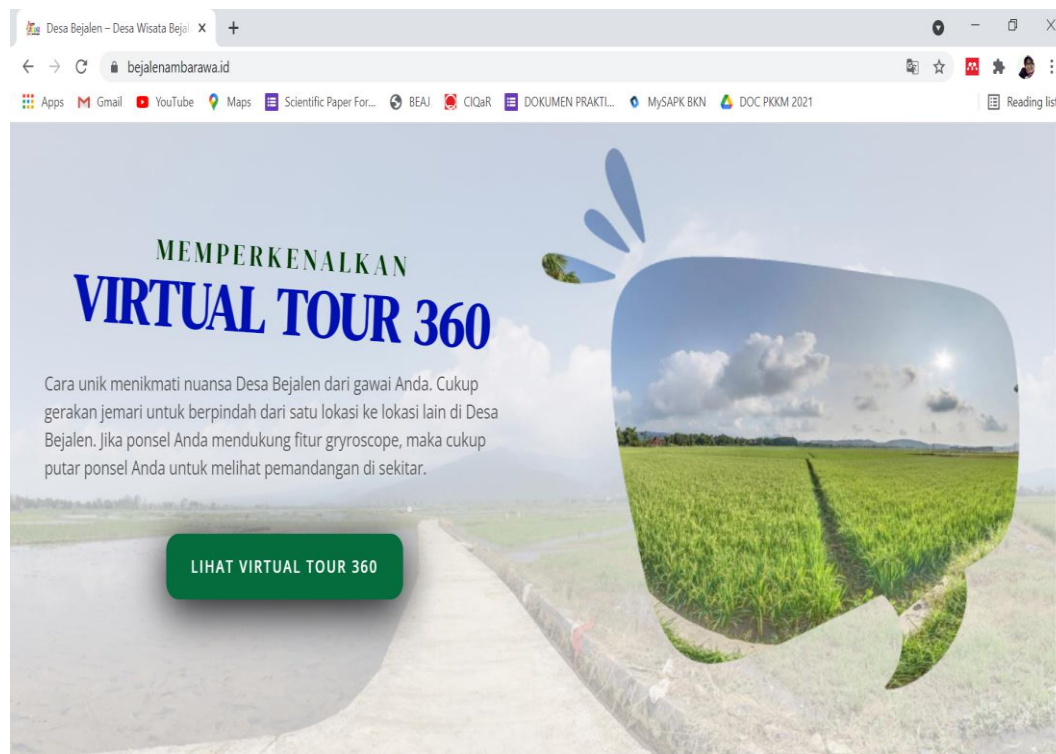 Desa Bejalen – Desa Wisata Beja
bejalenambarawa.id
Apps Gmail YouTube Maps Scientific Paper For... BEAJ CIQaR DOKUMEN PRAKTI... MySAPK BKN DOC PKKM 2021 Reading list
MEMPERKENALKAN
VIRTUAL TOUR 360
Cara unik menikmati nuansa Desa Bejalen dari gawai Anda. Cukup
gerakan jemari untuk berpindah dari satu lokasi ke lokasi lain di Desa
Bejalen. Jika ponsel Anda mendukung fitur gryroscope, maka cukup
putar ponsel Anda untuk melihat pemandangan di sekitar.
LIHAT VIRTUAL TOUR 360